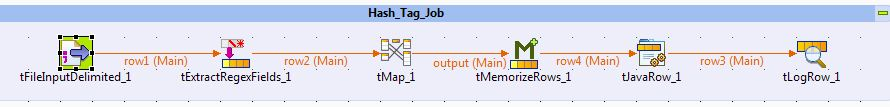 Hash_Tag_Job
row1 (Main) row2 (Main) output (Main) row4 (Main) row3 (Main)
tFileInputDelimited_1 tExtractRegexFields_1 tMap_1 tMemorizeRows_1 tJavaRow_1 tLogRow_1